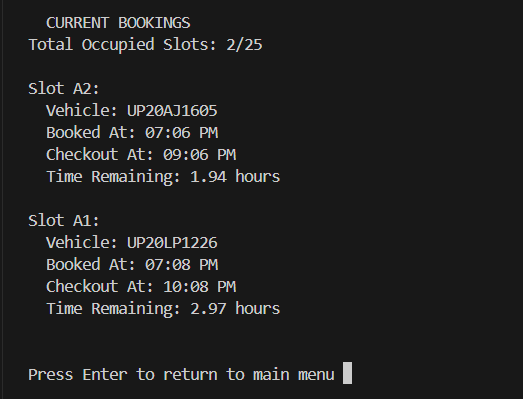 CURRENT BOOKINGS
Total Occupied Slots: 2/25
Slot A2:
Vehicle: UP20AJ1605
Booked At: 07:06 PM
Checkout At: 09:06 PM
Time Remaining: 1.94 hours
Slot A1:
Vehicle: UP20LP1226
Booked At: 07:08 PM
Checkout At: 10:08 PM
Time Remaining: 2.97 hours
Press Enter to return to main menu